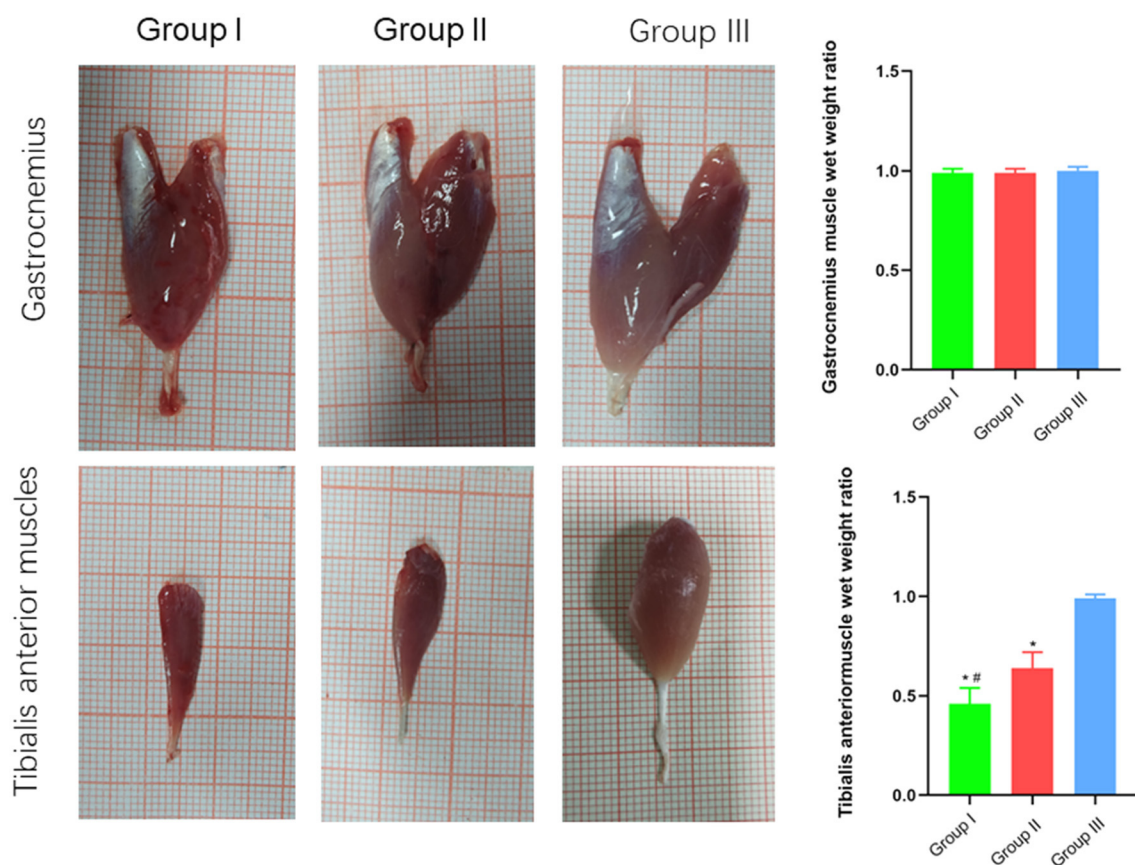 Group I
Group II
Group III
Gastrocnemius
Gastrocnemius muscle wet weight ratio
1.5
1.0
0.5
0.0
Group I
Group II
Group III
Tibialis anterior muscles
Tibialis anteriormuscle wet weight ratio
1.5
1.0
0.5
0.0
* #
*
Group I
Group II
Group III